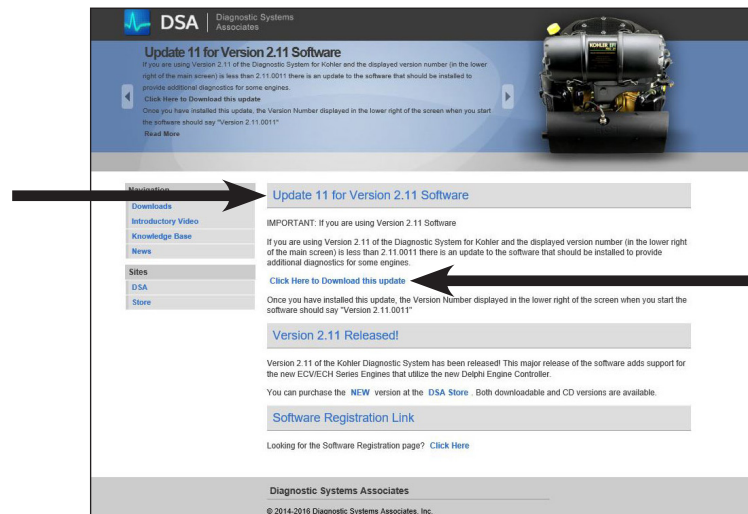 DSA
Diagnostic Systems
Associates
Update 11 for Version 2.11 Software
If you are using Version 2.11 of the Diagnostic System for Kohler and the displayed version number (in the lower
right of the main screen) is less than 2.11.0011 there is an update to the software that should be installed to
provide additional diagnostics for some engines.
Click Here to Download this update
Once you have installed this update, the Version Number displayed in the lower right of the screen when you start
the software should say "Version 2.11.0011"
Read More
KOHLER EFI
Navigation
Downloads
Introductory Video
Knowledge Base
News
Sites
DSA
Store
Update 11 for Version 2.11 Software
IMPORTANT: If you are using Version 2.11 Software
If you are using Version 2.11 of the Diagnostic System for Kohler and the displayed version number (in the lower right
of the main screen) is less than 2.11.0011 there is an update to the software that should be installed to provide
additional diagnostics for some engines.
Click Here to Download this update
Once you have installed this update, the Version Number displayed in the lower right of the screen when you start the
software should say "Version 2.11.0011"
Version 2.11 Released!
Version 2.11 of the Kohler Diagnostic System has been released! This major release of the software adds support for
the new ECV/ECH Series Engines that utilize the new Delphi Engine Controller.
You can purchase the NEW version at the DSA Store . Both downloadable and CD versions are available.
Software Registration Link
Looking for the Software Registration page? Click Here
Diagnostic Systems Associates
© 2014-2016 Diagnostic Systems Associates, Inc.